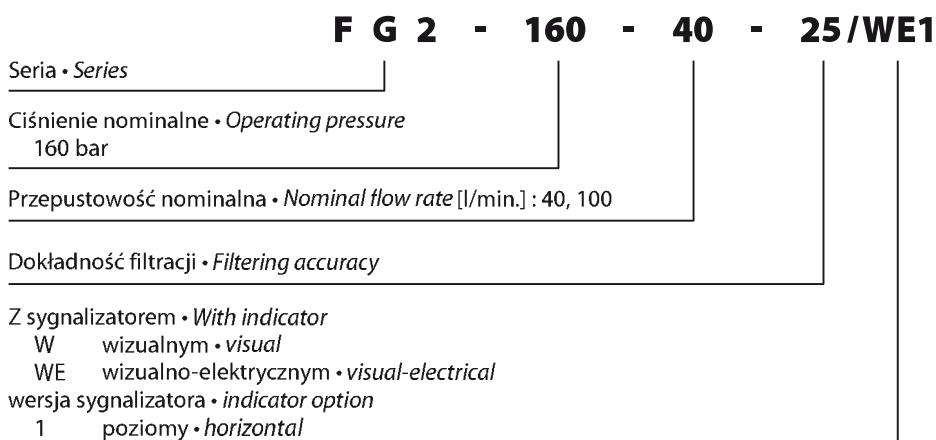 FG2 - 160 - 40 - 25/WE1
Seria • Series
Ciśnienie nominalne • Operating pressure
160 bar
Przepustowość nominalna • Nominal flow rate [l/min.] : 40, 100
Dokładność filtracji • Filtering accuracy
Z sygnalizatorem • With indicator
W wizualnym • visual
WE wizualno-elektrycznym • visual-electrical
wersja sygnalizatora • indicator option
1 poziomy • horizontal